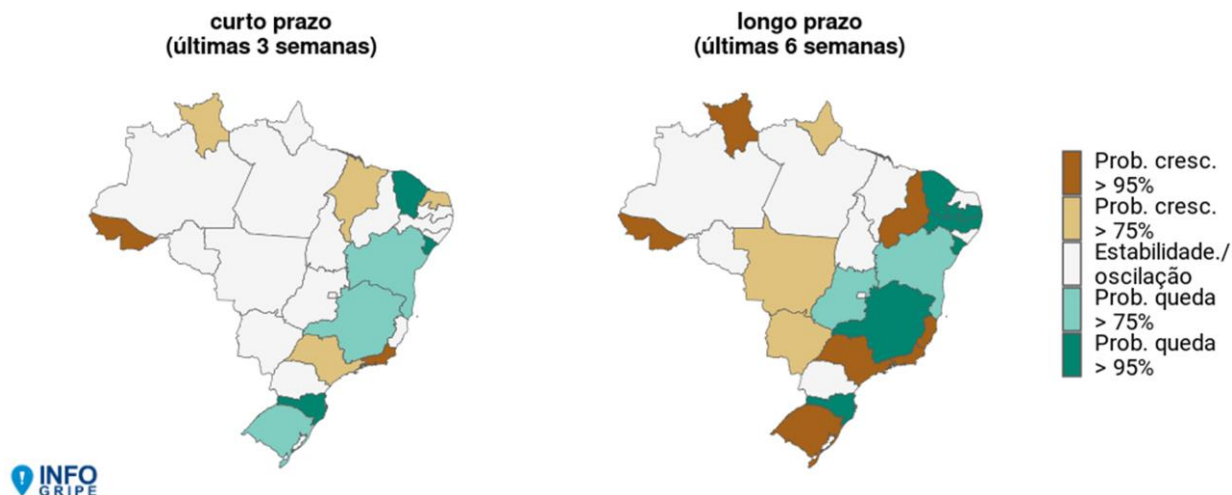 curto prazo
(últimas 3 semanas)
longo prazo
(últimas 6 semanas)
Prob. cresc.
> 95%
Prob. cresc.
> 75%
Estabilidade./
oscilação
Prob. queda
> 75%
Prob. queda
> 95%
INFO
GRIPE